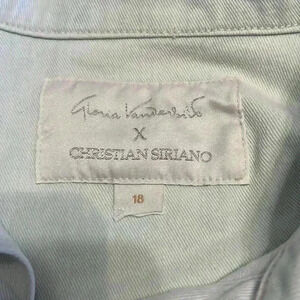 Gloria Vanderbilt
X
CHRISTIAN SIRIANO
18